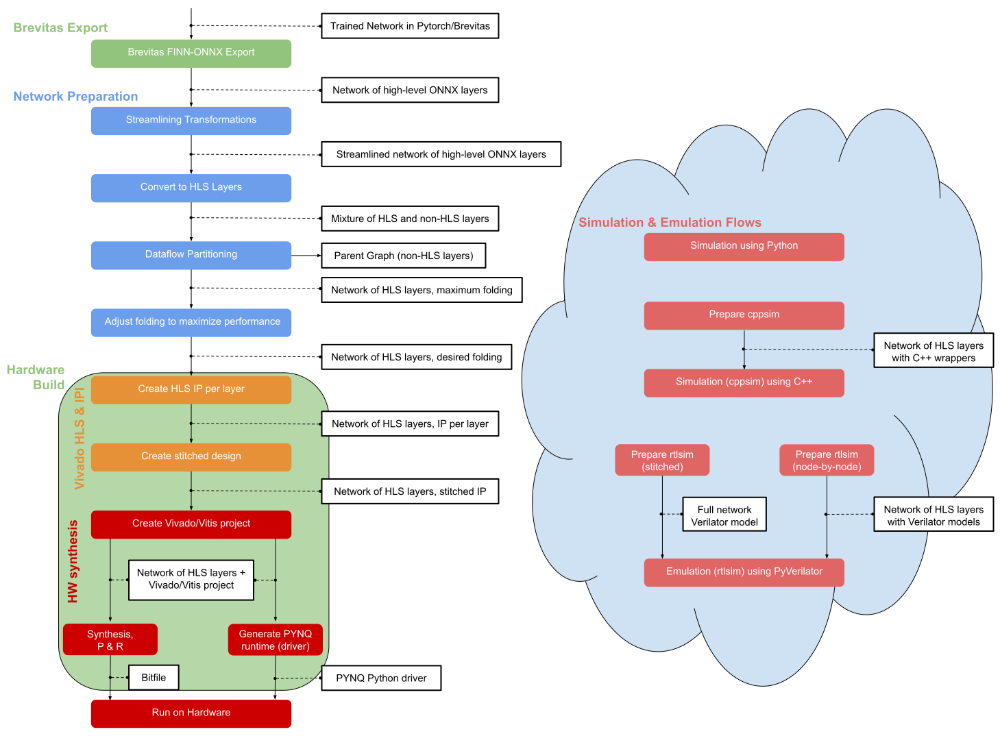 Brevitas Export
Trained Network in Pytorch/Brevitas
Brevitas FINN-ONNX Export
Network of high-level ONNX layers
Network Preparation
Streamlining Transformations
Streamlined network of high-level ONNX layers
Convert to HLS Layers
Mixture of HLS and non-HLS layers
Dataflow Partitioning
Parent Graph (non-HLS layers)
Network of HLS layers, maximum folding
Adjust folding to maximize performance
Network of HLS layers, desired folding
Hardware
Build
Vivado HLS & IPI
Create HLS IP per layer
Network of HLS layers, IP per layer
Create stitched design
Network of HLS layers, stitched IP
HW synthesis
Create Vivado/Vitis project
Network of HLS layers +
Vivado/Vitis project
Synthesis,
P & R
Generate PYNQ
runtime (driver)
Bitfile
PYNQ Python driver
Run on Hardware
Simulation & Emulation Flows
Simulation using Python
Prepare cppsim
Network of HLS layers
with C++ wrappers
Simulation (cppsim) using C++
Prepare rtlsim
(stitched)
Prepare rtlsim
(node-by-node)
Full network
Verilator model
Network of HLS layers
with Verilator models
Emulation (rtlsim) using PyVerilator